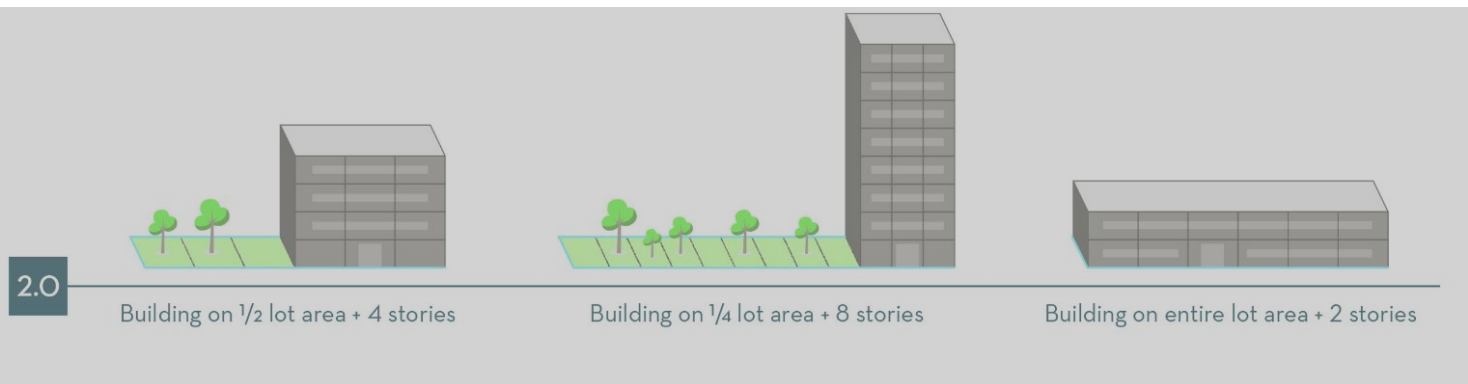 2.0
Building on 1/2 lot area + 4 stories
Building on 1/4 lot area + 8 stories
Building on entire lot area + 2 stories